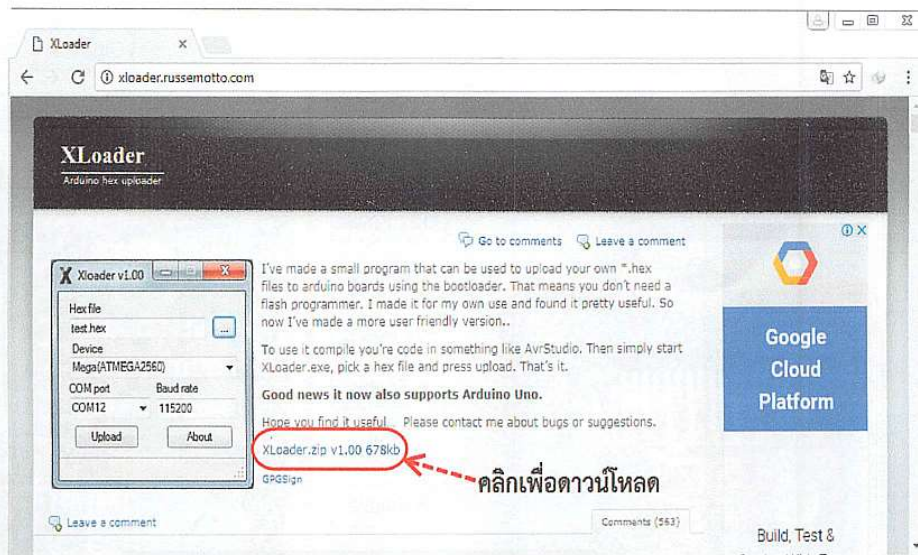 XLoader
xloader.russemotto.com
XLoader
Arduino hex uploader
Go to comments
Leave a comment
Xloader v1.00
Hex file
test.hex
...
Device
Mega(ATMEGA2560)
COM port
Baud rate
COM12
115200
Upload
About
I've made a small program that can be used to upload your own *.hex
files to arduino boards using the bootloader. That means you don't need a
flash programmer. I made it for my own use and found it pretty useful. So
now I've made a more user friendly version..
To use it compile you're code in something like AvrStudio. Then simply start
XLoader.exe, pick a hex file and press upload. That's it.
Good news it now also supports Arduino Uno.
Hope you find it useful... Please contact me about bugs or suggestions.
XLoader.zip v1.00 678kb
GPGSign
คลิกเพื่อดาวน์โหลด
Leave a comment
Comments (563)
Google
Cloud
Platform
Build, Test &